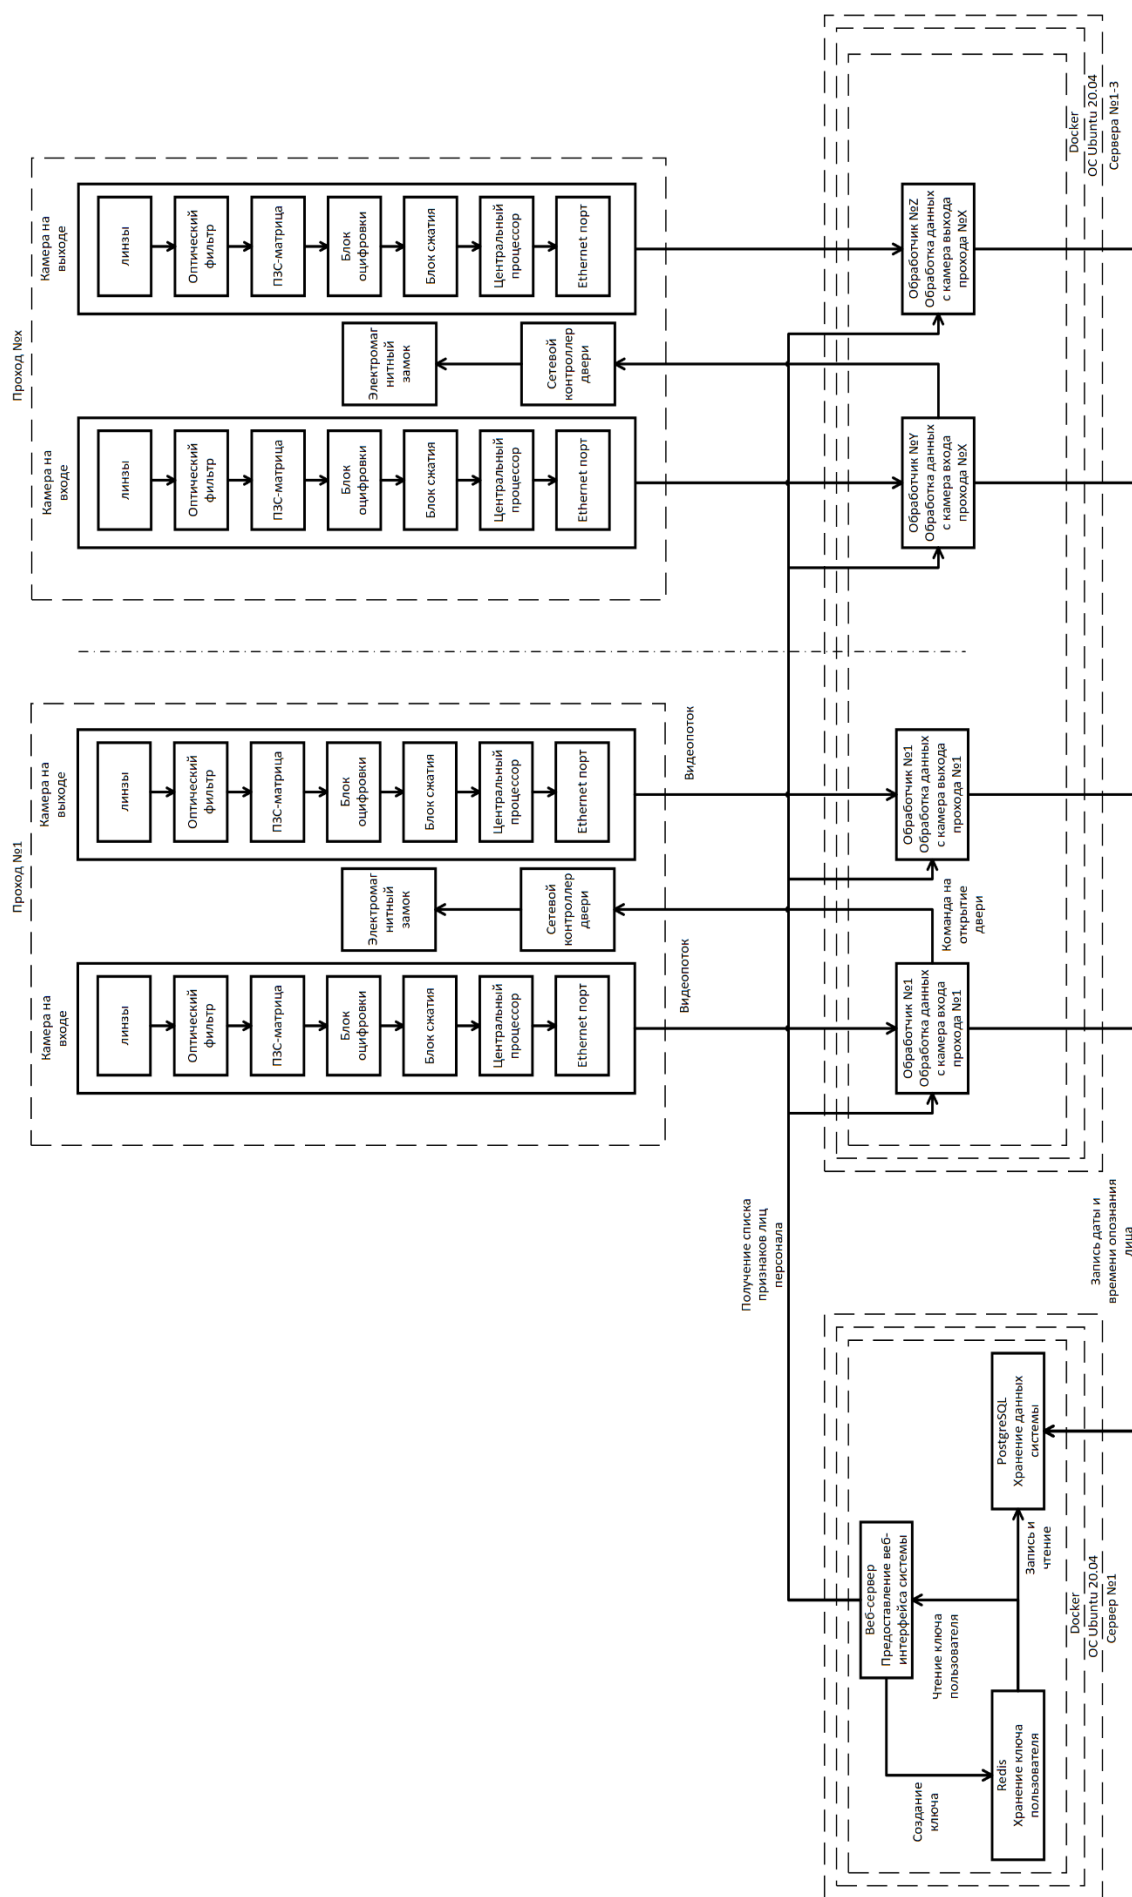 Проход №1
Камера на
входе
линзы
Оптический
фильтр
ПЗС-матрица
Блок
оцифровки
Блок сжатия
Центральный
процессор
Ethernet порт
Электромаг
нитный
замок
Сетевой
контроллер
двери
Камера на
выходе
линзы
Оптический
фильтр
ПЗС-матрица
Блок
оцифровки
Блок сжатия
Центральный
процессор
Ethernet порт
Видеопоток
Видеопоток
Проход №x
Камера на
входе
линзы
Оптический
фильтр
ПЗС-матрица
Блок
оцифровки
Блок сжатия
Центральный
процессор
Ethernet порт
Электромаг
нитный
замок
Сетевой
контроллер
двери
Камера на
выходе
линзы
Оптический
фильтр
ПЗС-матрица
Блок
оцифровки
Блок сжатия
Центральный
процессор
Ethernet порт
Получение списка
признаков лиц
персонала
Веб-сервер
Предоставление веб-
интерфейса системы
Создание
ключа
Чтение ключа
пользователя
Redis
Хранение ключа
пользователя
Запись и
чтение
PostgreSQL
Хранение данных
системы
Docker
ОС Ubuntu 20.04
Сервер №1
Обработчик №1
Обработка данных
с камера входа
прохода №1
Команда на
открытие
двери
Обработчик №1
Обработка данных
с камера выхода
прохода №1
Обработчик №Y
Обработка данных
с камера входа
прохода №X
Обработчик №Z
Обработка данных
с камера выхода
прохода №X
Docker
ОС Ubuntu 20.04
Сервера №1-3
Запись даты и
времени опознания
лица